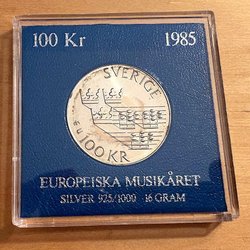 100 Kr 1985
SVERIGE
100 KR
EUROPEISKA MUSIKÅRET
SILVER 925/1000 16 GRAM